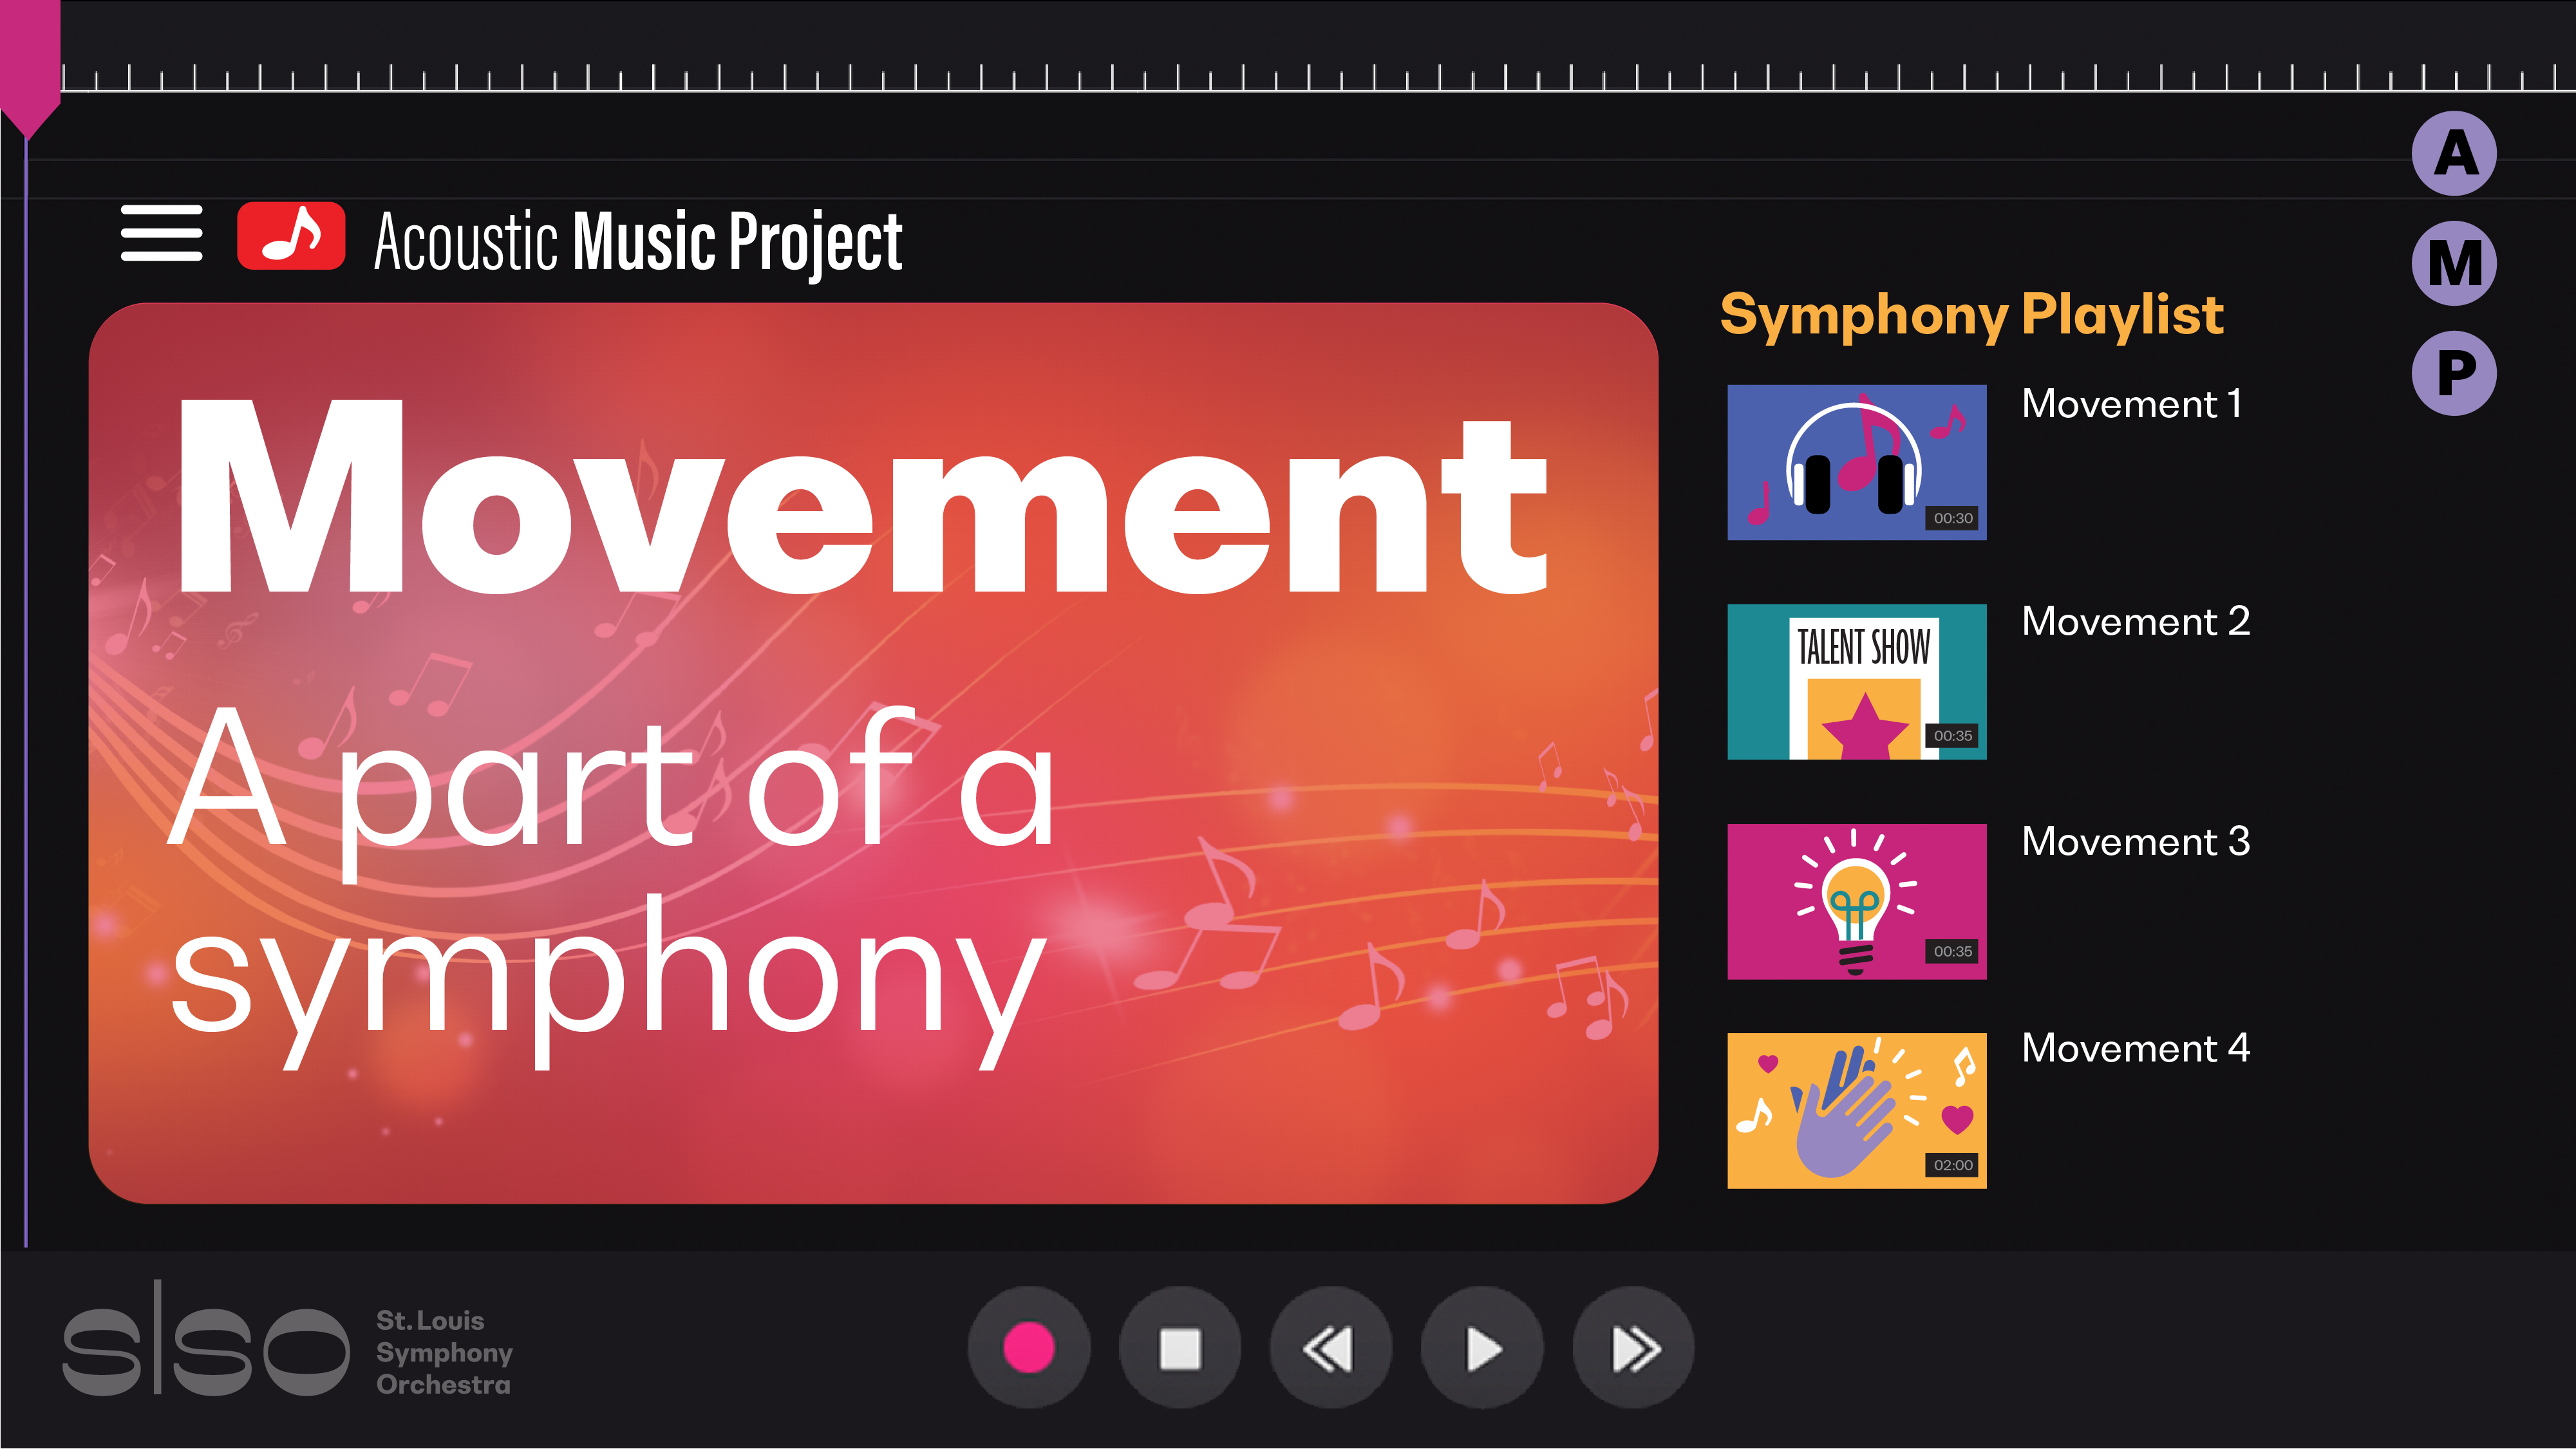 A
M
P
Acoustic Music Project
Movement
A part of a
symphony
Symphony Playlist
Movement 1
00:30
Movement 2
TALENT SHOW
00:35
Movement 3
00:35
Movement 4
02:00
slso
St. Louis
Symphony
Orchestra